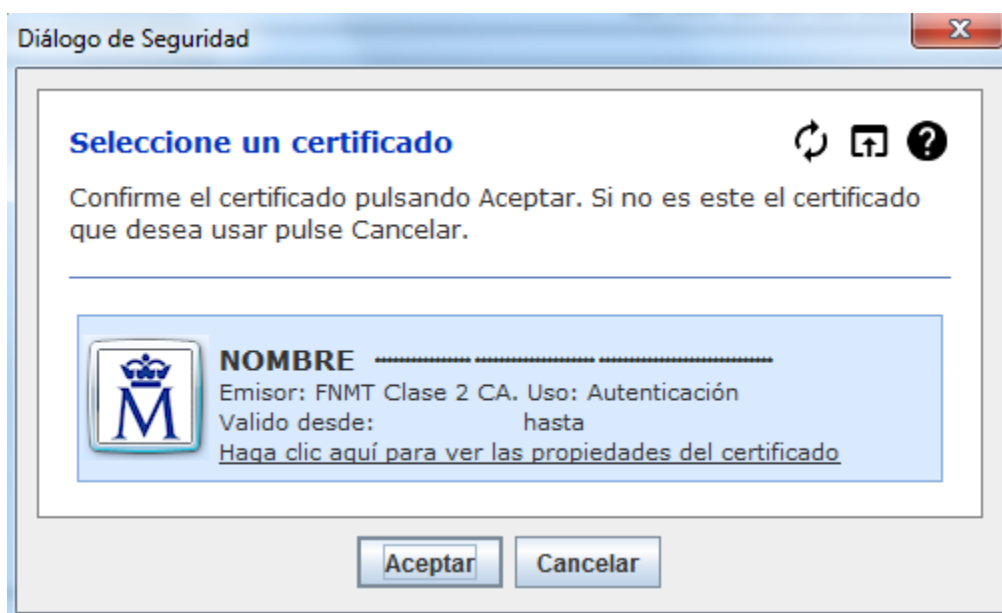 Diálogo de Seguridad
Seleccione un certificado
Confirme el certificado pulsando Aceptar. Si no es este el certificado
que desea usar pulse Cancelar.
NOMBRE
Emisor: FNMT Clase 2 CA. Uso: Autenticación
Valido desde: hasta
Haga clic aquí para ver las propiedades del certificado
Aceptar Cancelar